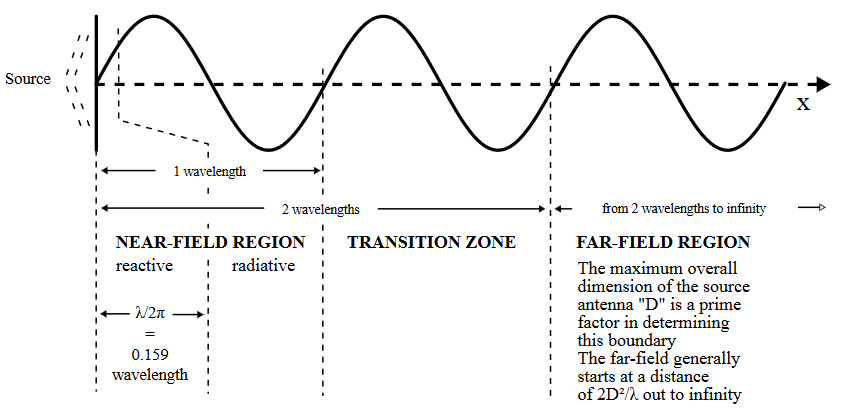 Source
X
1 wavelength
2 wavelengths
from 2 wavelengths to infinity
NEAR-FIELD REGION
reactive
radiative
TRANSITION ZONE
FAR-FIELD REGION
The maximum overall
dimension of the source
antenna "D" is a prime
factor in determining
this boundary
The far-field generally
starts at a distance
of 2D²/λ out to infinity
λ/2π
=
0.159
wavelength